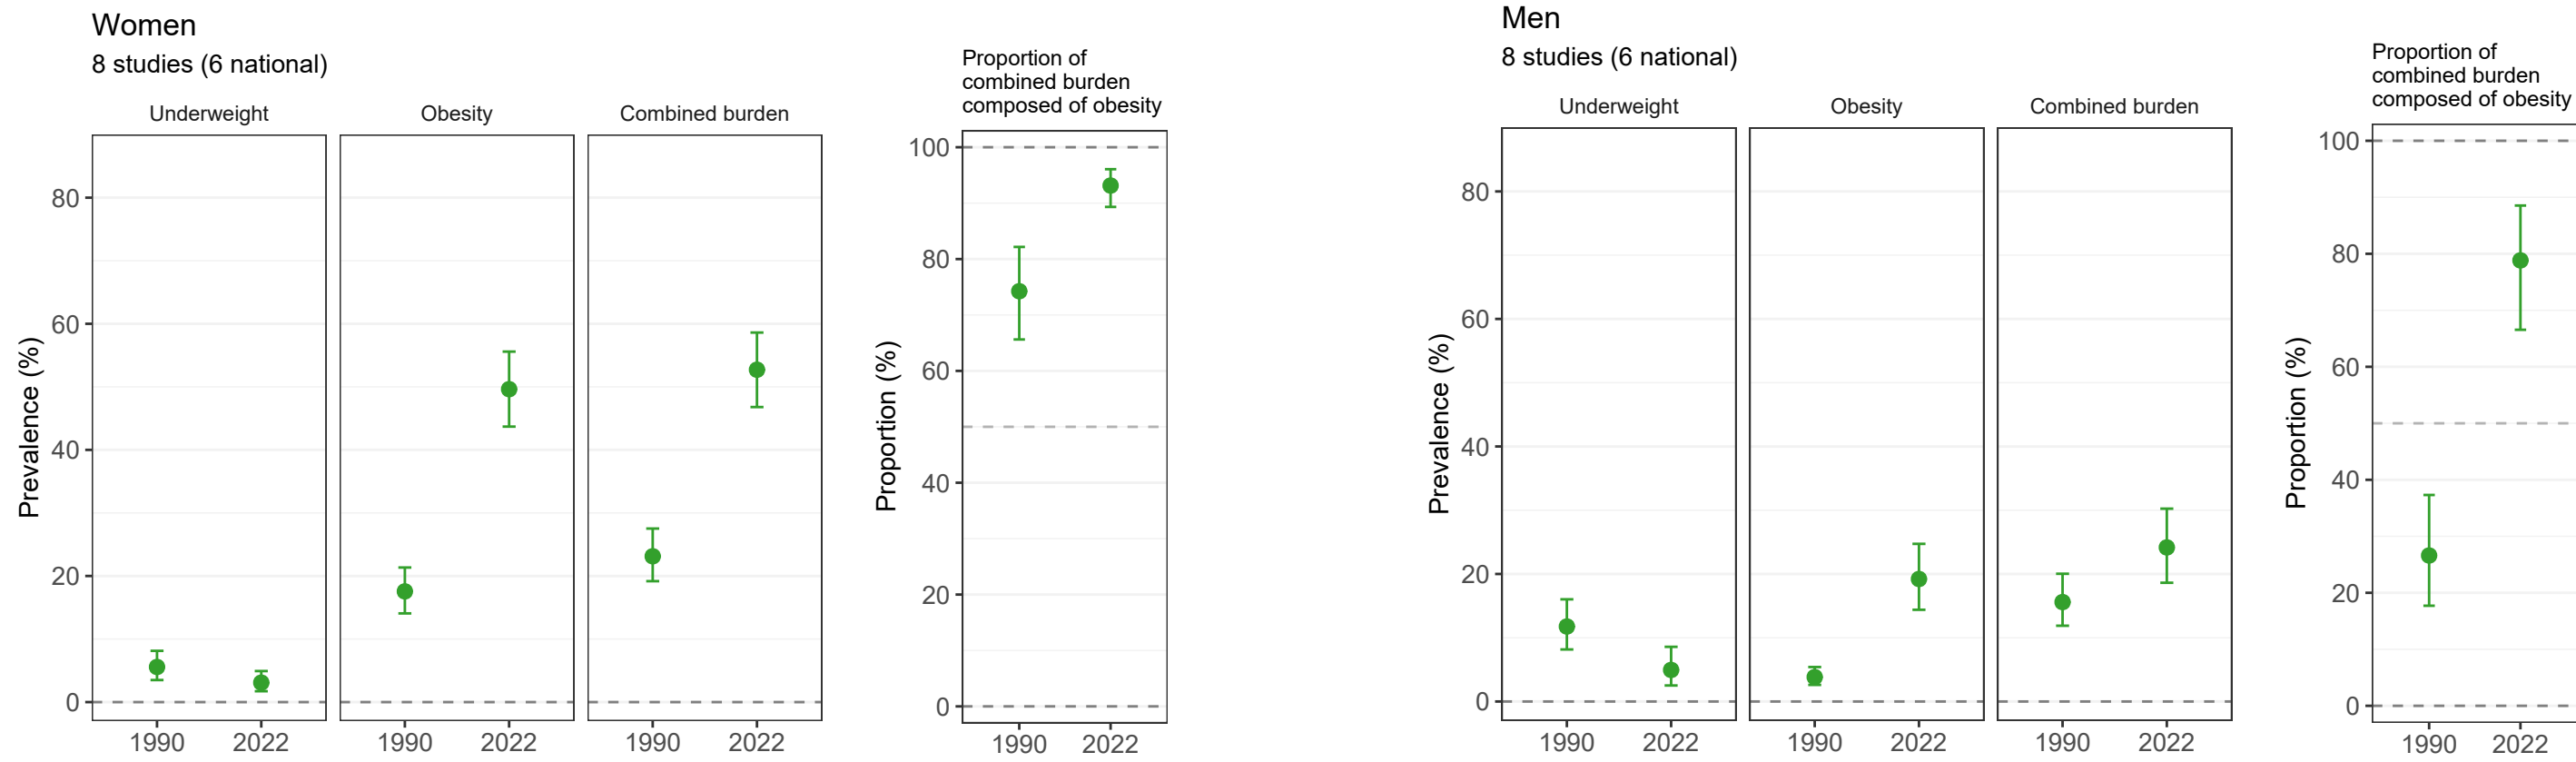 Women
8 studies (6 national)
Underweight
Obesity
Combined burden
Prevalence (%)
80
60
40
20
0
1990 2022
1990 2022
1990 2022
Proportion of
combined burden
composed of obesity
Proportion (%)
100
80
60
40
20
0
1990 2022
Men
8 studies (6 national)
Underweight
Obesity
Combined burden
Prevalence (%)
80
60
40
20
0
1990 2022
1990 2022
1990 2022
Proportion of
combined burden
composed of obesity
Proportion (%)
100
80
60
40
20
0
1990 2022